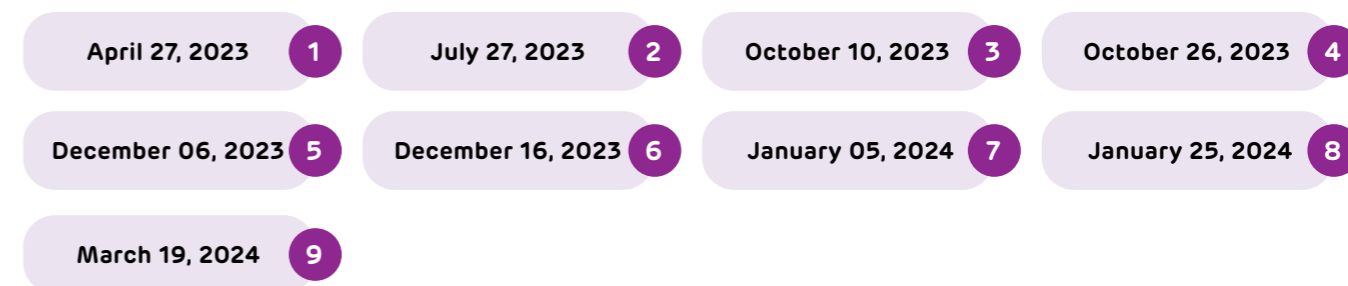 April 27, 2023 1
July 27, 2023 2
October 10, 2023 3
October 26, 2023 4
December 06, 2023 5
December 16, 2023 6
January 05, 2024 7
January 25, 2024 8
March 19, 2024 9